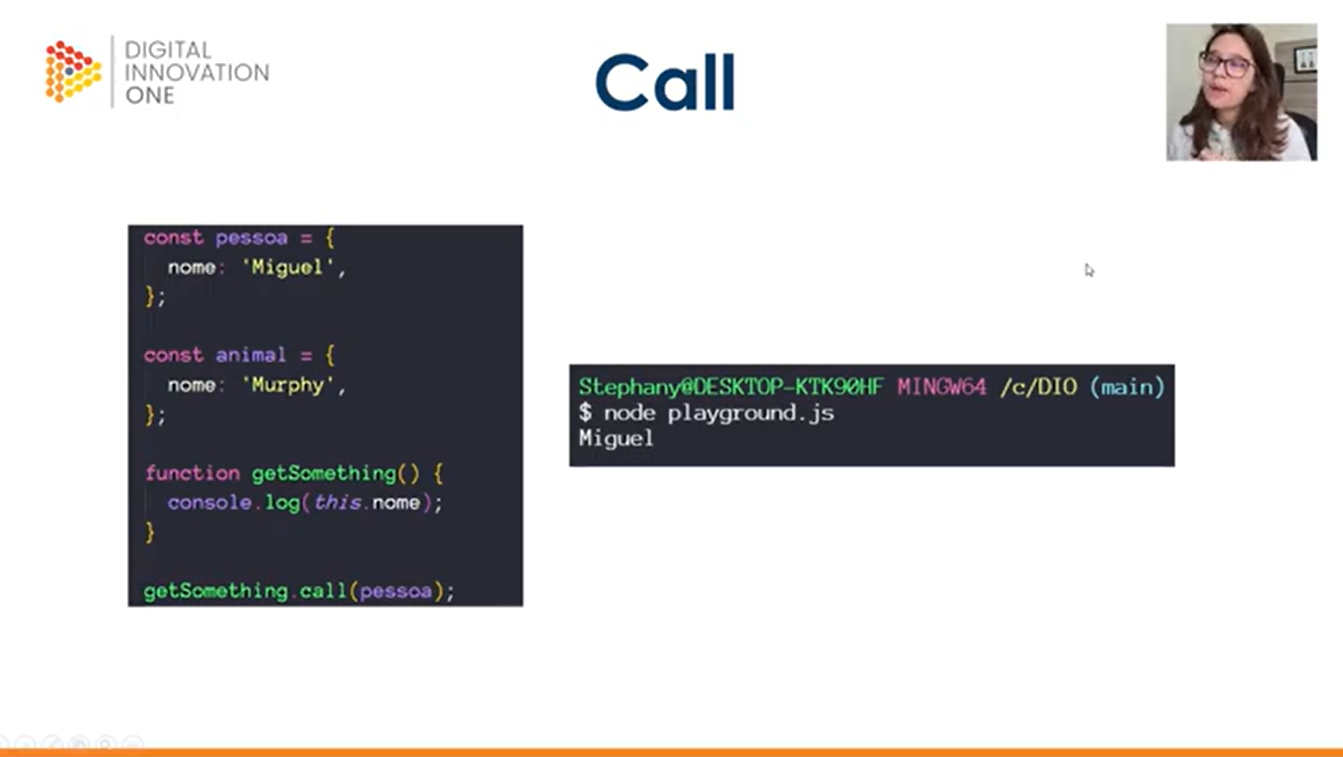 DIGITAL
INNOVATION
ONE
Call
const pessoa = {
  nome: 'Miguel',
};
const animal = {
  nome: 'Murphy',
};
function getSomething() {
  console.log(this.nome);
}
getSomething.call(pessoa);
Stephany@DESKTOP-KTK90HF MINGW64 /c/DIO (main)
$ node playground.js
Miguel